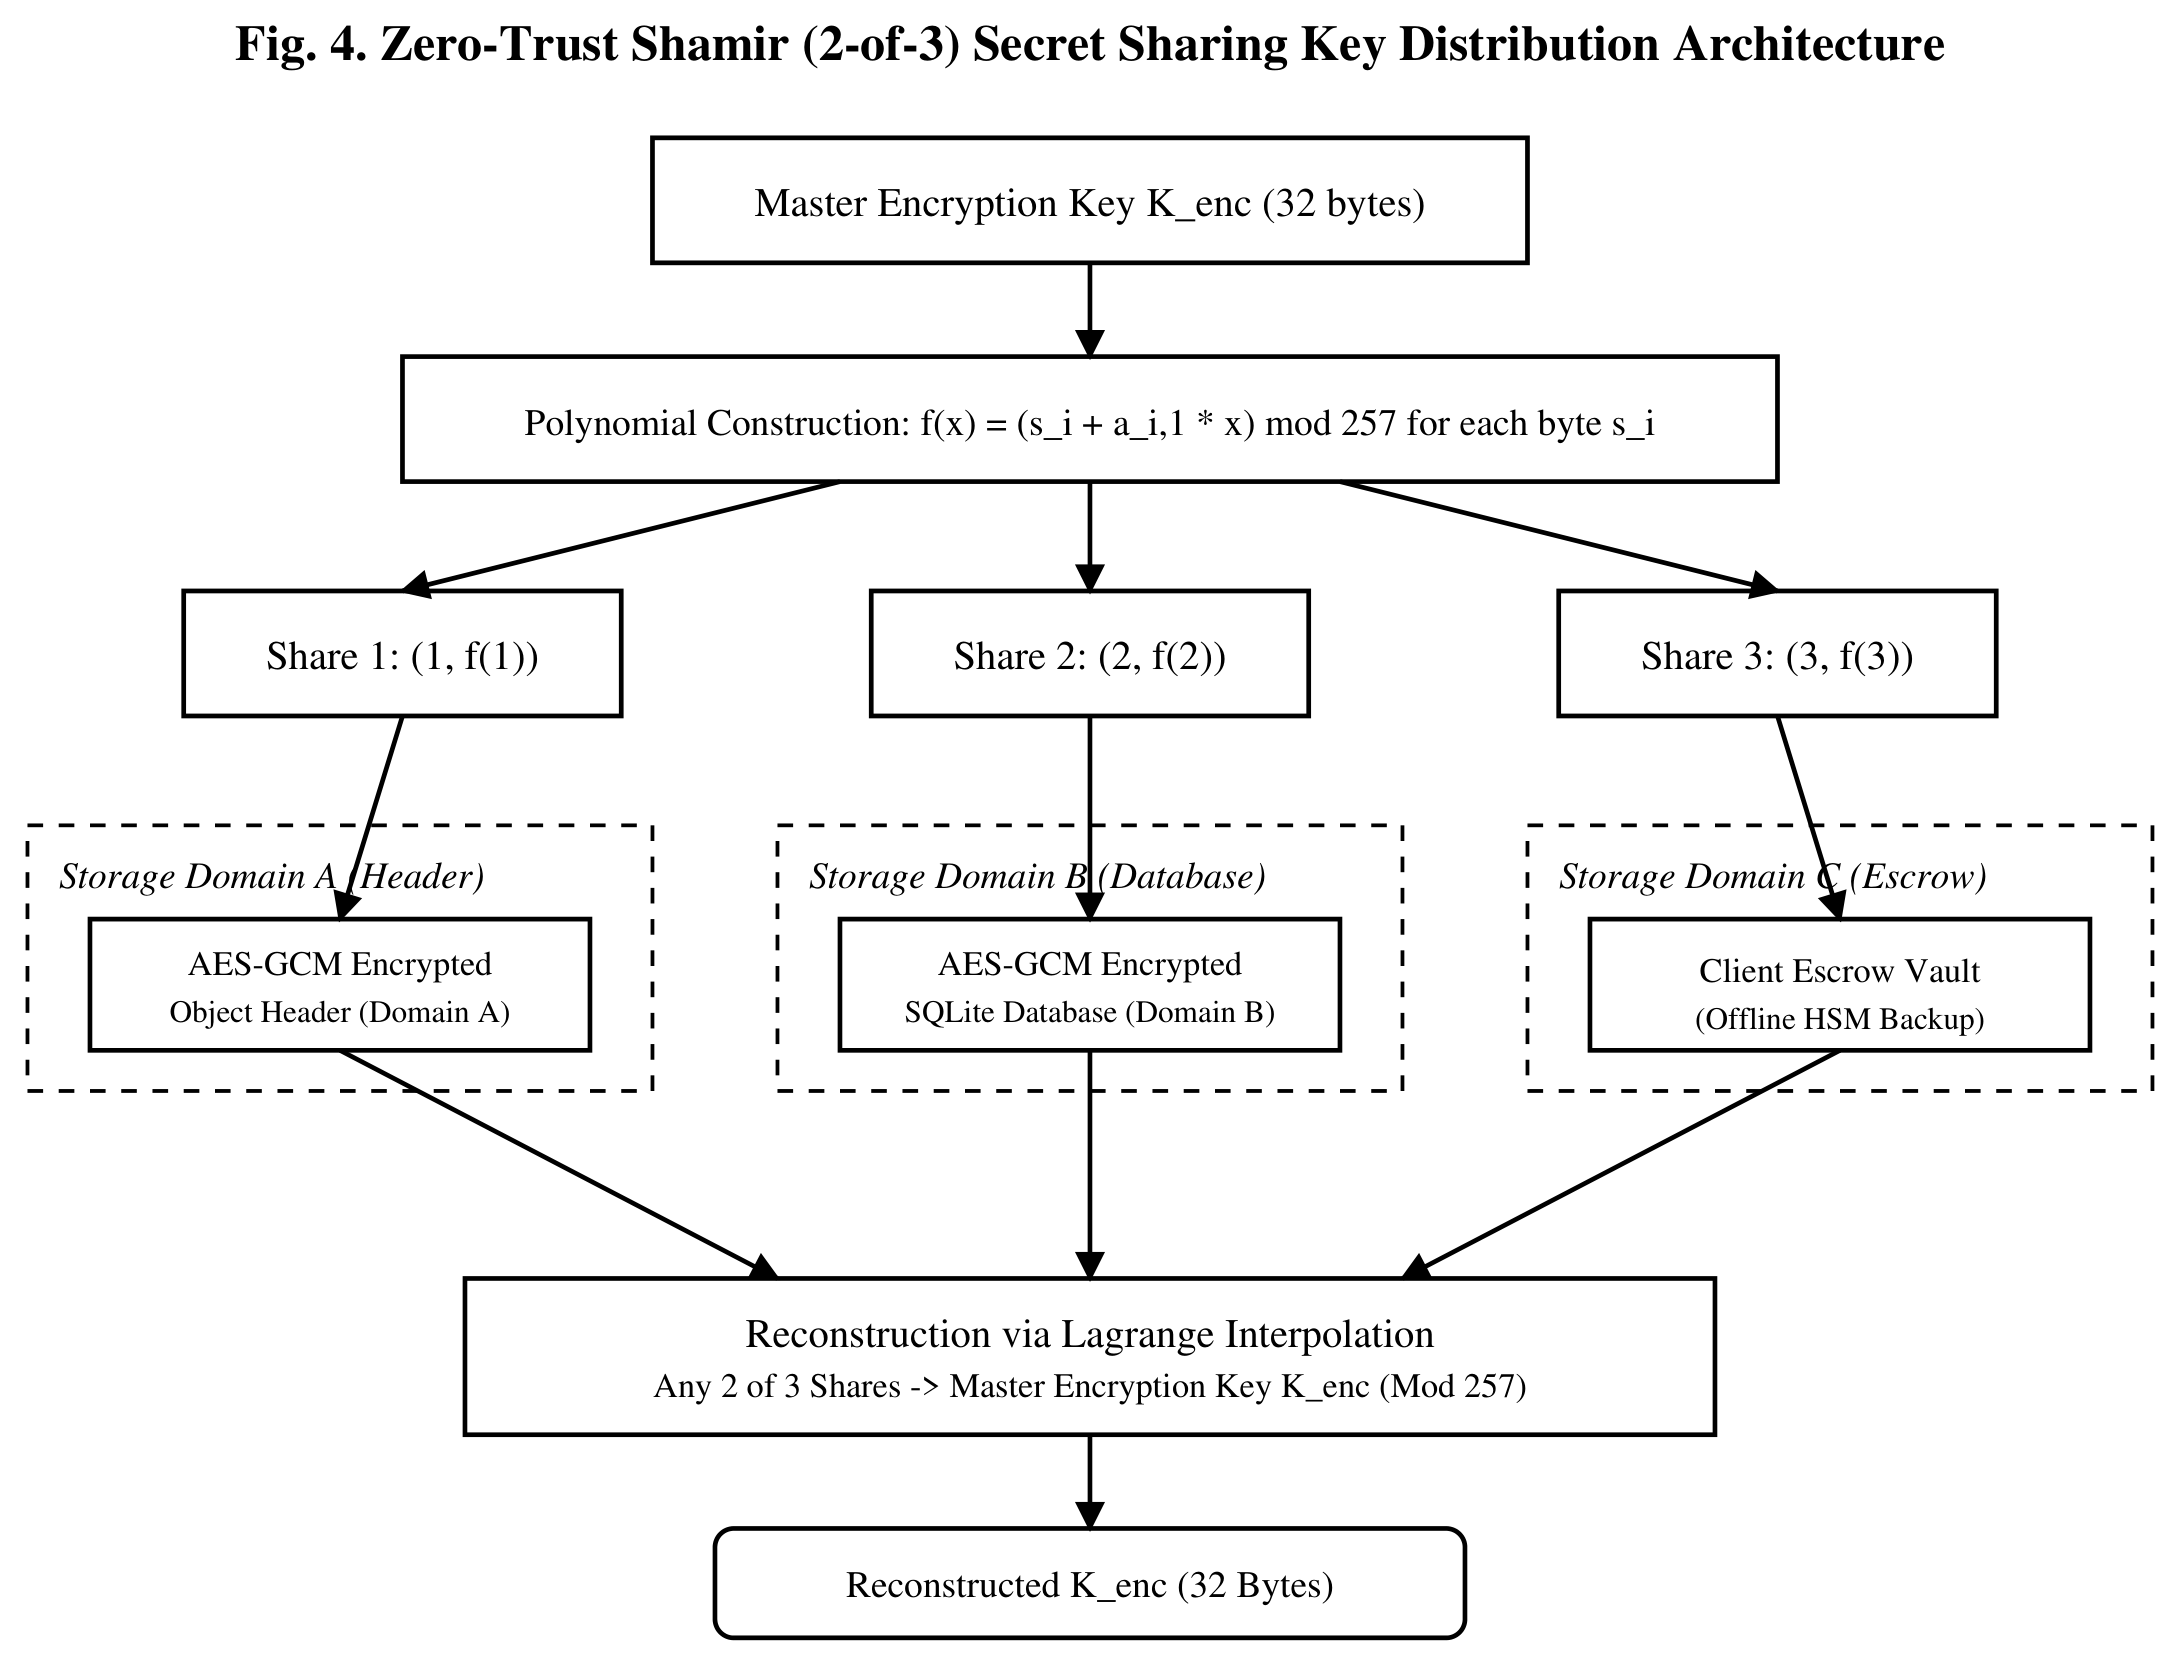 Fig. 4. Zero-Trust Shamir (2-of-3) Secret Sharing Key Distribution Architecture
Master Encryption Key K_enc (32 bytes)
Polynomial Construction: f(x) = (s_i + a_i,1 * x) mod 257 for each byte s_i
Share 1: (1, f(1))
Share 2: (2, f(2))
Share 3: (3, f(3))
Storage Domain A (Header)
AES-GCM Encrypted
Object Header (Domain A)
Storage Domain B (Database)
AES-GCM Encrypted
SQLite Database (Domain B)
Storage Domain C (Escrow)
Client Escrow Vault
(Offline HSM Backup)
Reconstruction via Lagrange Interpolation
Any 2 of 3 Shares -> Master Encryption Key K_enc (Mod 257)
Reconstructed K_enc (32 Bytes)